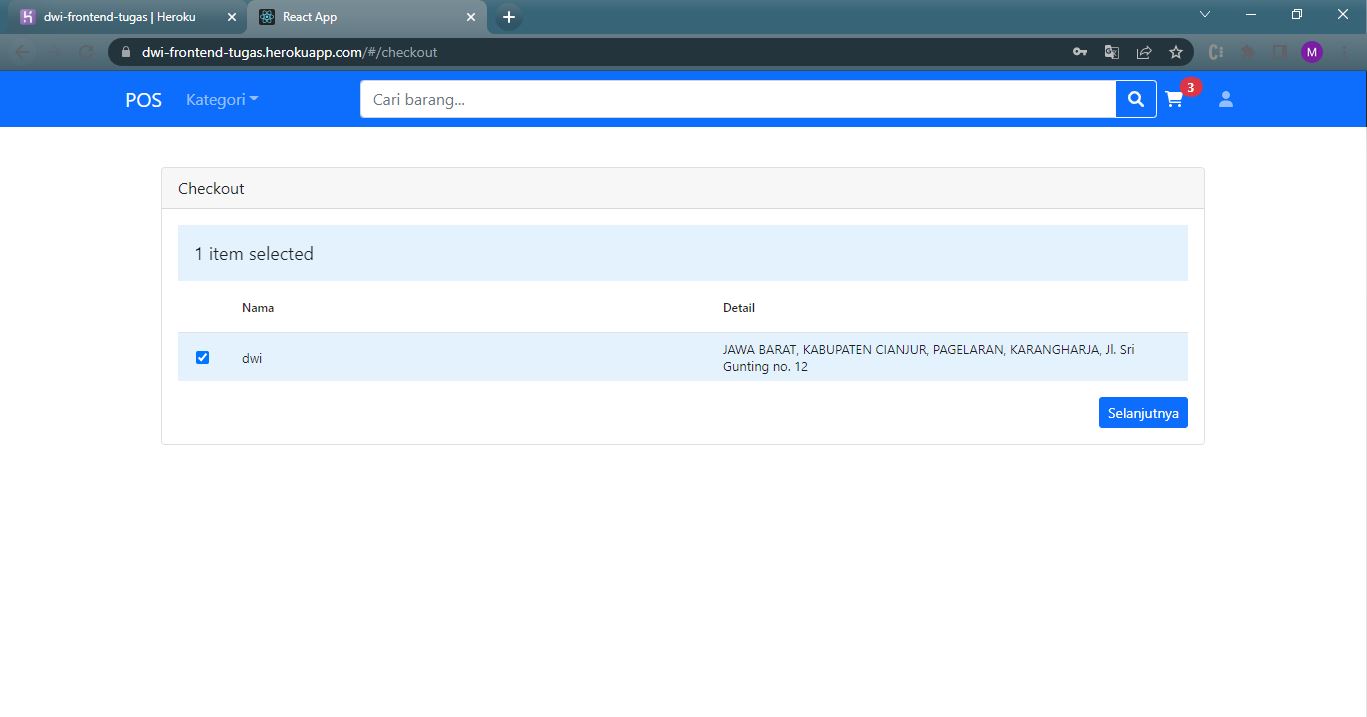 dwi-frontend-tugas | Heroku
React App
dwi-frontend-tugas.herokuapp.com/#/checkout
M
POS Kategori Cari barang... 3
Checkout
1 item selected
Nama Detail
dwi JAWA BARAT, KABUPATEN CIANJUR, PAGELARAN, KARANGHARJA, Jl. Sri
Gunting no. 12
Selanjutnya